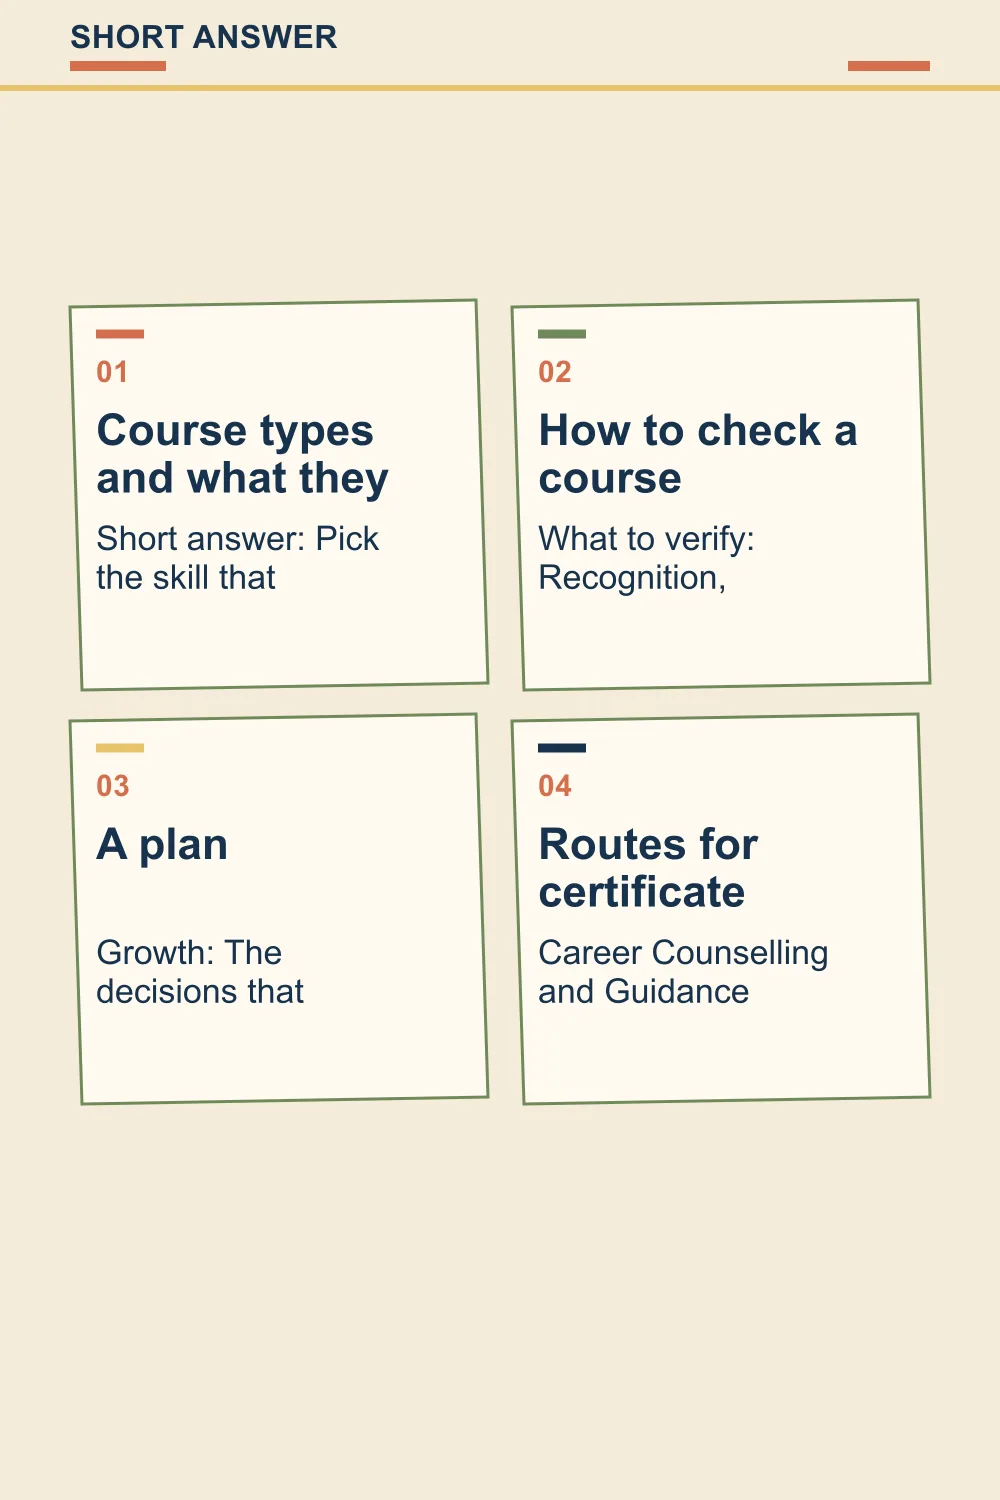 SHORT ANSWER
01
Course types
and what they
Short answer: Pick
the skill that
02
How to check a
course
What to verify:
Recognition,
03
A plan
Growth: The
decisions that
04
Routes for
certificate
Career Counselling
and Guidance